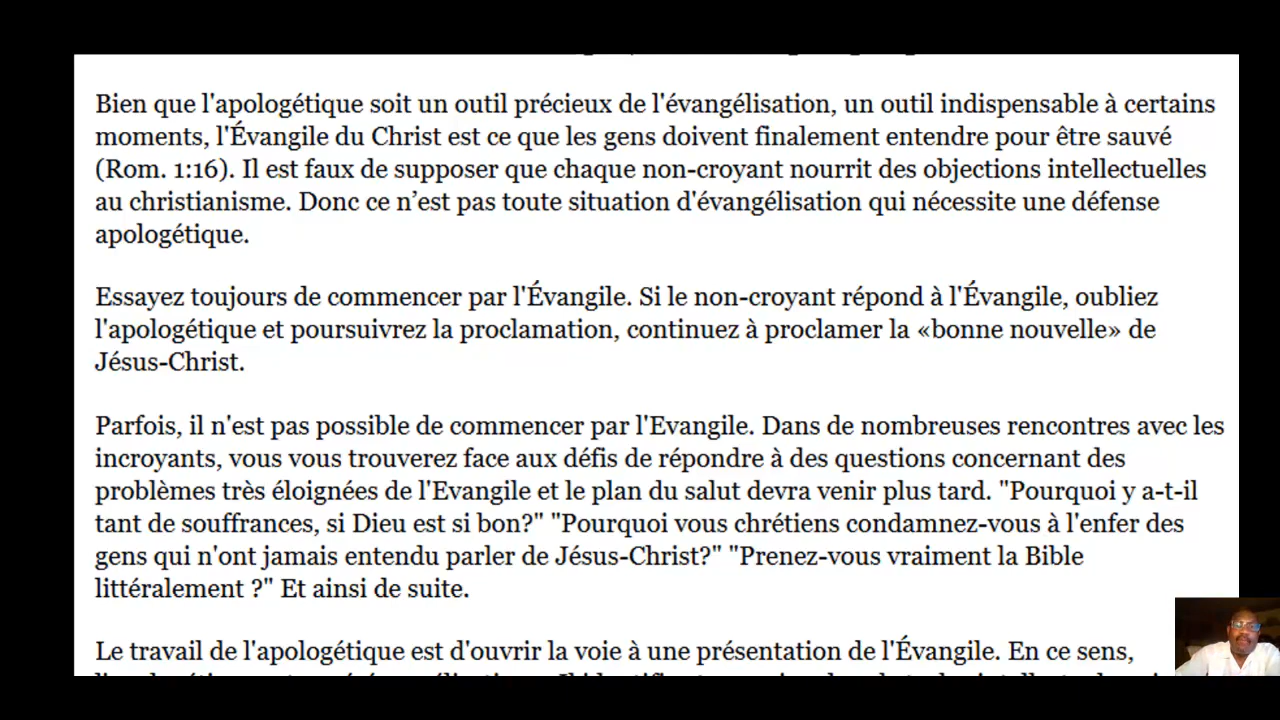 Bien que l'apologétique soit un outil précieux de l'évangélisation, un outil indispensable à certains
moments, l'Évangile du Christ est ce que les gens doivent finalement entendre pour être sauvé
(Rom. 1:16). Il est faux de supposer que chaque non-croyant nourrit des objections intellectuelles
au christianisme. Donc ce n’est pas toute situation d'évangélisation qui nécessite une défense
apologétique.
Essayez toujours de commencer par l'Évangile. Si le non-croyant répond à l'Évangile, oubliez
l'apologétique et poursuivrez la proclamation, continuez à proclamer la «bonne nouvelle» de
Jésus-Christ.
Parfois, il n'est pas possible de commencer par l'Evangile. Dans de nombreuses rencontres avec les
incroyants, vous vous trouverez face aux défis de répondre à des questions concernant des
problèmes très éloignées de l'Evangile et le plan du salut devra venir plus tard. "Pourquoi y a-t-il
tant de souffrances, si Dieu est si bon?" "Pourquoi vous chrétiens condamnez-vous à l'enfer des
gens qui n'ont jamais entendu parler de Jésus-Christ?" "Prenez-vous vraiment la Bible
littéralement ?" Et ainsi de suite.
Le travail de l'apologétique est d'ouvrir la voie à une présentation de l'Évangile. En ce sens,